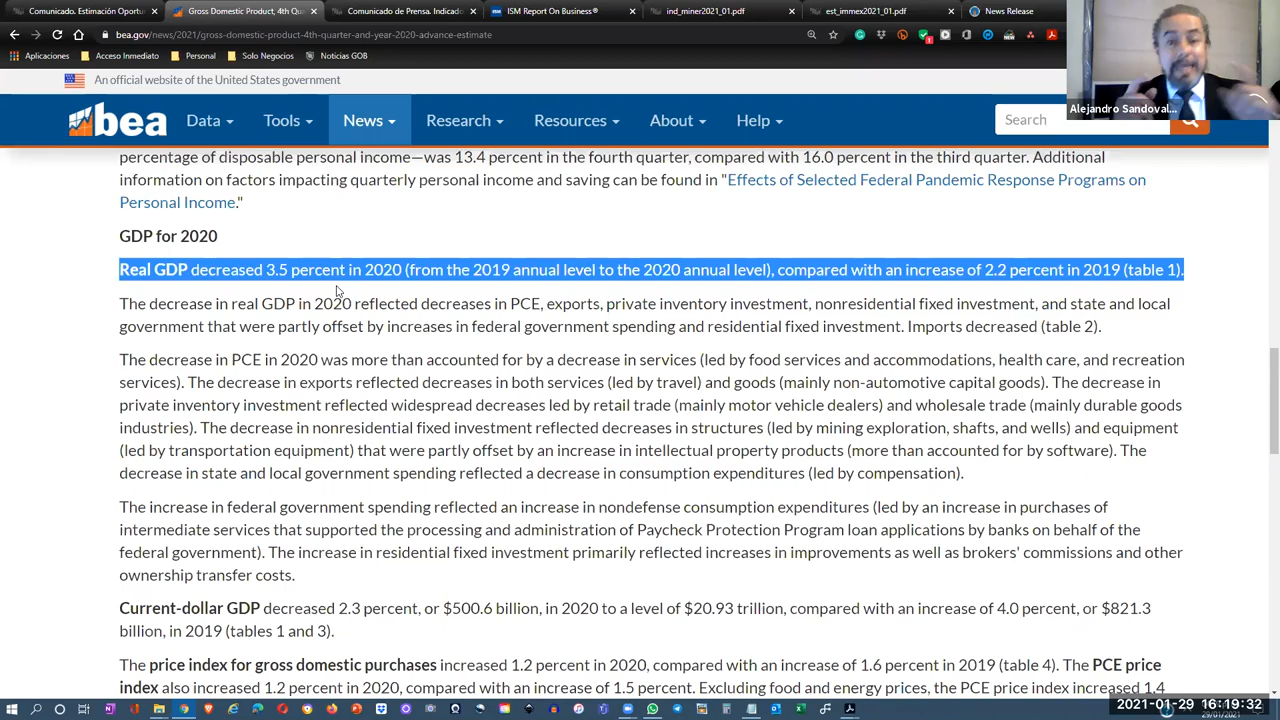 Comunicado. Estimación Oportu
Gross Domestic Product, 4th Qua
Comunicado de Prensa. Indicado
ISM Report On Business®
ind_miner2021_01.pdf
est_immex2021_01.pdf
News Release
bea.gov/news/2021/gross-domestic-product-4th-quarter-and-year-2020-advance-estimate
Aplicaciones
Acceso Inmediato
Personal
Solo Negocios
Noticias GOB
Alejandro Sandoval...
An official website of the United States government
bea
Data
Tools
News
Research
Resources
About
Help
Search
percentage of disposable personal income—was 13.4 percent in the fourth quarter, compared with 16.0 percent in the third quarter. Additional
information on factors impacting quarterly personal income and saving can be found in "Effects of Selected Federal Pandemic Response Programs on
Personal Income."
GDP for 2020
Real GDP decreased 3.5 percent in 2020 (from the 2019 annual level to the 2020 annual level), compared with an increase of 2.2 percent in 2019 (table 1).
The decrease in real GDP in 2020 reflected decreases in PCE, exports, private inventory investment, nonresidential fixed investment, and state and local
government that were partly offset by increases in federal government spending and residential fixed investment. Imports decreased (table 2).
The decrease in PCE in 2020 was more than accounted for by a decrease in services (led by food services and accommodations, health care, and recreation
services). The decrease in exports reflected decreases in both services (led by travel) and goods (mainly non-automotive capital goods). The decrease in
private inventory investment reflected widespread decreases led by retail trade (mainly motor vehicle dealers) and wholesale trade (mainly durable goods
industries). The decrease in nonresidential fixed investment reflected decreases in structures (led by mining exploration, shafts, and wells) and equipment
(led by transportation equipment) that were partly offset by an increase in intellectual property products (more than accounted for by software). The
decrease in state and local government spending reflected a decrease in consumption expenditures (led by compensation).
The increase in federal government spending reflected an increase in nondefense consumption expenditures (led by an increase in purchases of
intermediate services that supported the processing and administration of Paycheck Protection Program loan applications by banks on behalf of the
federal government). The increase in residential fixed investment primarily reflected increases in improvements as well as brokers' commissions and other
ownership transfer costs.
Current-dollar GDP decreased 2.3 percent, or $500.6 billion, in 2020 to a level of $20.93 trillion, compared with an increase of 4.0 percent, or $821.3
billion, in 2019 (tables 1 and 3).
The price index for gross domestic purchases increased 1.2 percent in 2020, compared with an increase of 1.6 percent in 2019 (table 4). The PCE price
index also increased 1.2 percent in 2020, compared with an increase of 1.5 percent. Excluding food and energy prices, the PCE price index increased 1.4
2021-01-29 16:19:32
29/01/2021